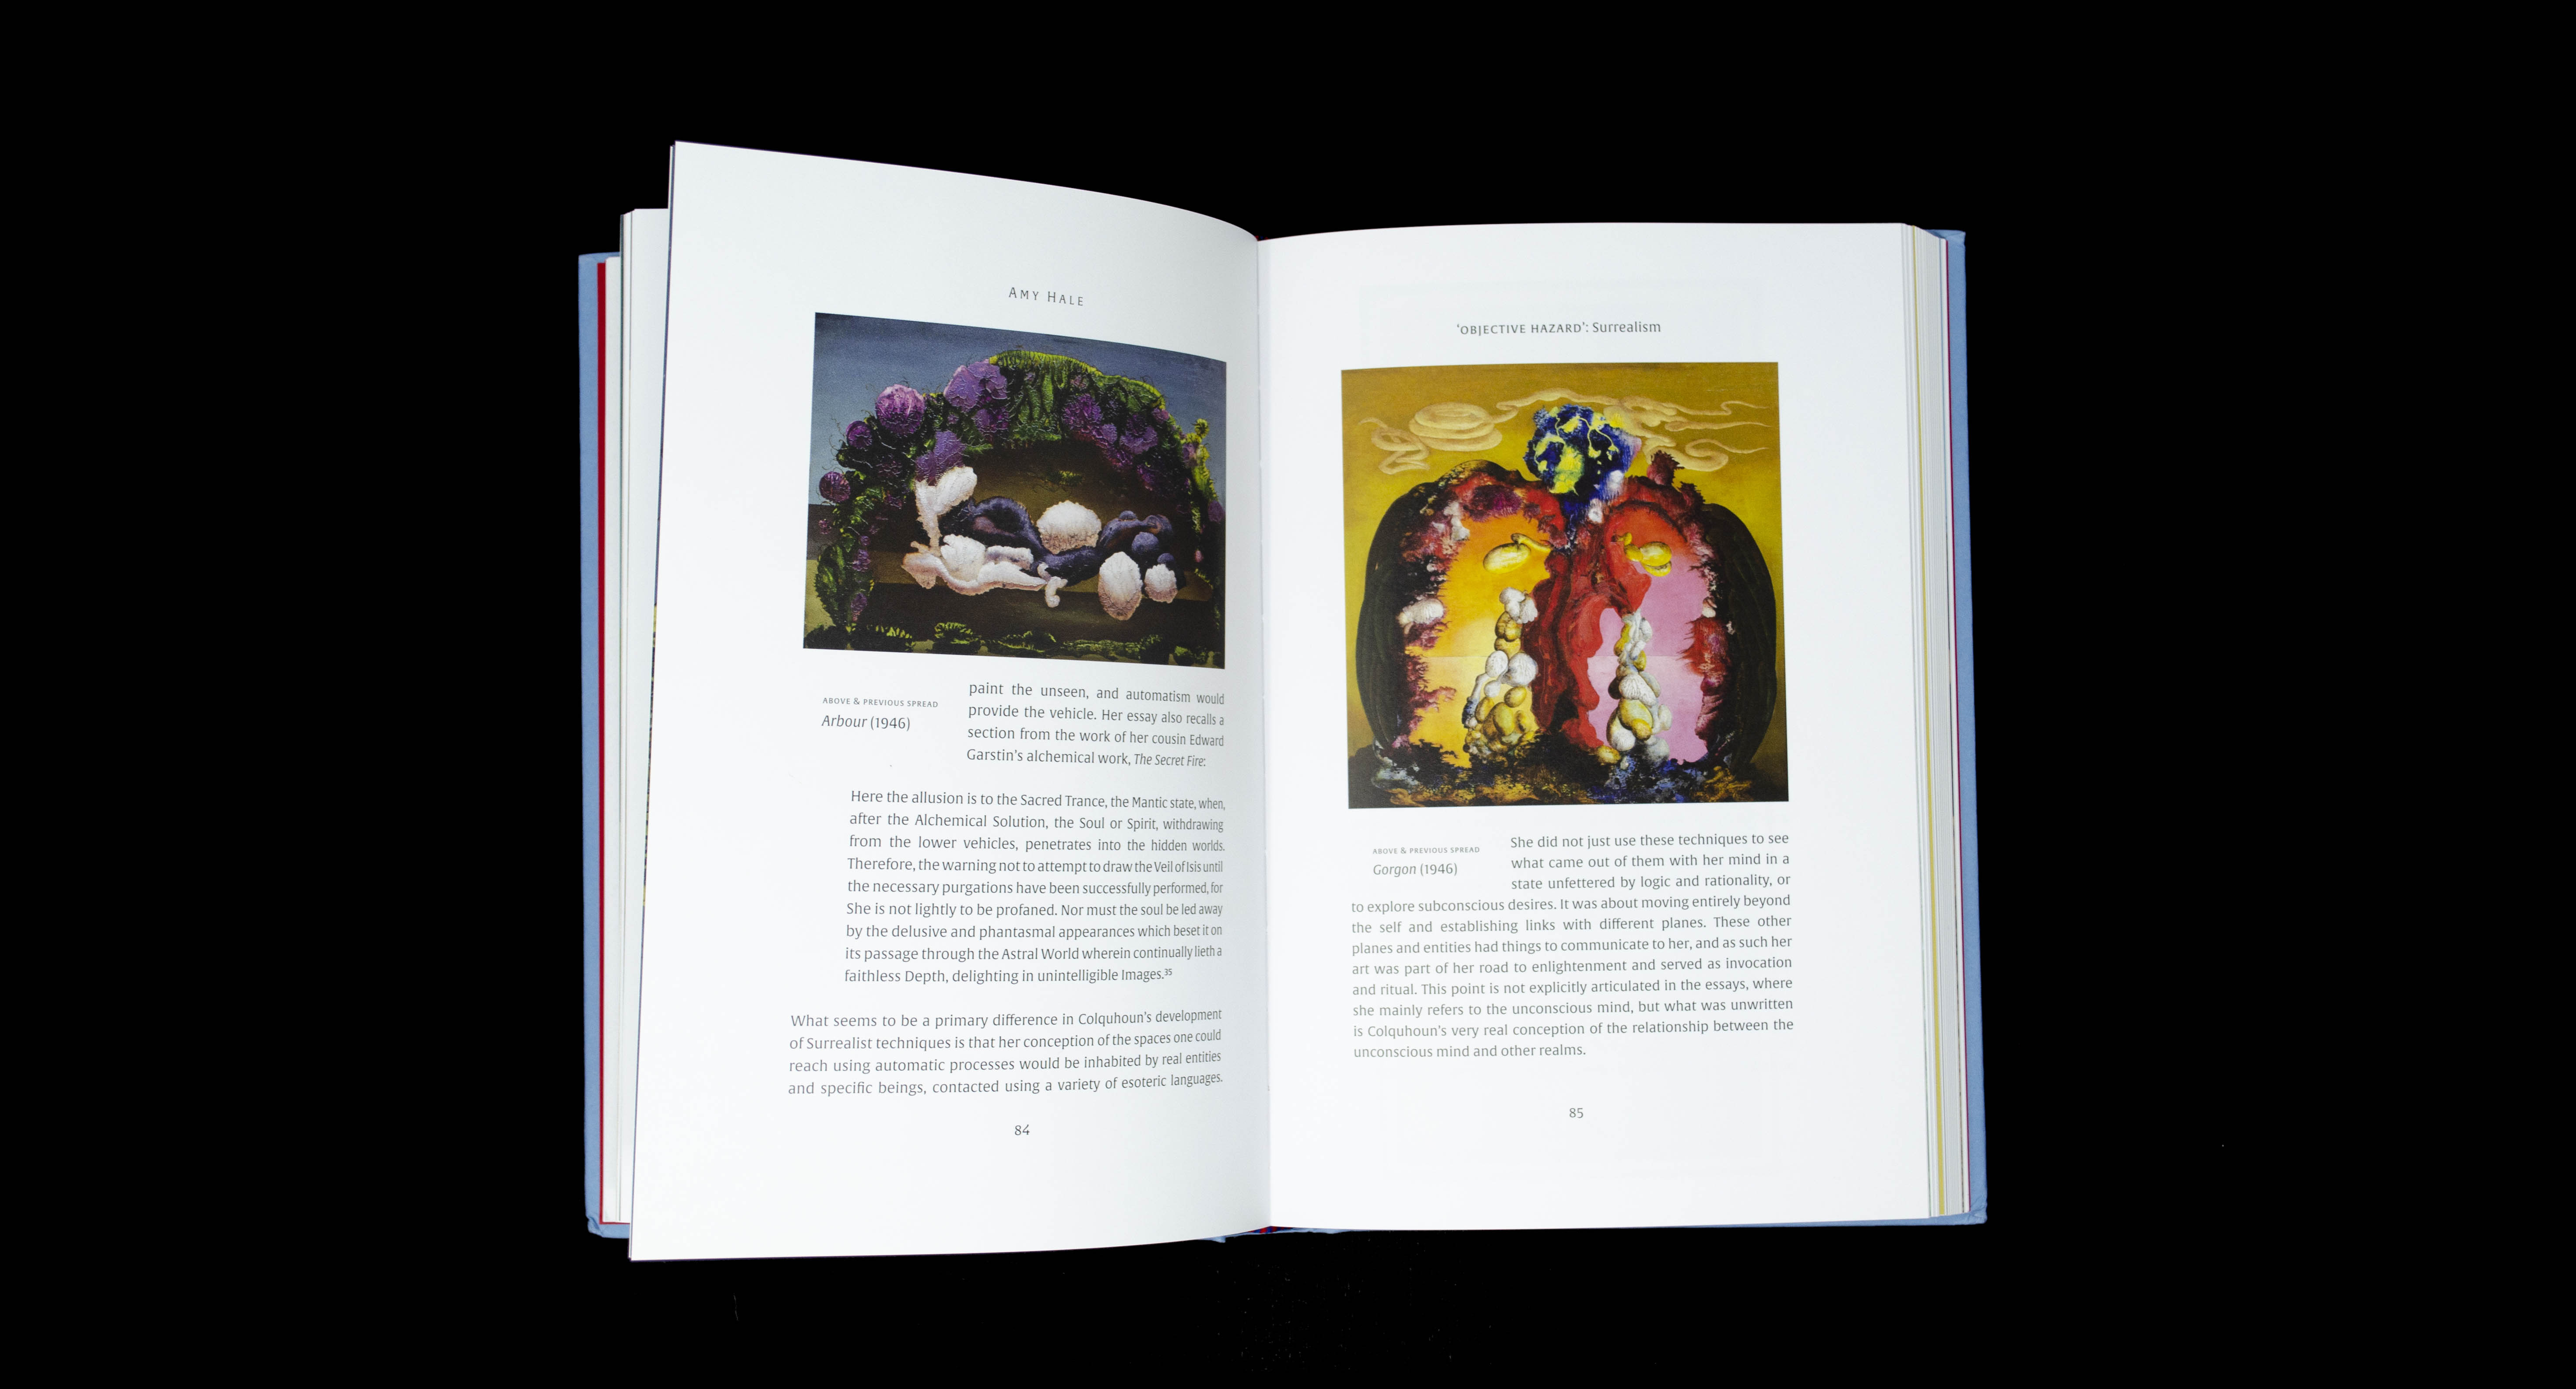 AMY HALE
ABOVE & PREVIOUS SPREAD
Arbour (1946)
paint the unseen, and automatism would
provide the vehicle. Her essay also recalls a
section from the work of her cousin Edward
Garstin’s alchemical work, The Secret Fire:
Here the allusion is to the Sacred Trance, the Mantic state, when,
after the Alchemical Solution, the Soul or Spirit, withdrawing
from the lower vehicles, penetrates into the hidden worlds.
Therefore, the warning not to attempt to draw the Veil of Isis until
the necessary purgations have been successfully performed, for
She is not lightly to be profaned. Nor must the soul be led away
by the delusive and phantasmal appearances which beset it on
its passage through the Astral World wherein continually lieth a
faithless Depth, delighting in unintelligible Images.35
What seems to be a primary difference in Colquhoun’s development
of Surrealist techniques is that her conception of the spaces one could
reach using automatic processes would be inhabited by real entities
and specific beings, contacted using a variety of esoteric languages.
84
‘OBJECTIVE HAZARD’: Surrealism
ABOVE & PREVIOUS SPREAD
Gorgon (1946)
She did not just use these techniques to see
what came out of them with her mind in a
state unfettered by logic and rationality, or
to explore subconscious desires. It was about moving entirely beyond
the self and establishing links with different planes. These other
planes and entities had things to communicate to her, and as such her
art was part of her road to enlightenment and served as invocation
and ritual. This point is not explicitly articulated in the essays, where
she mainly refers to the unconscious mind, but what was unwritten
is Colquhoun’s very real conception of the relationship between the
unconscious mind and other realms.
85